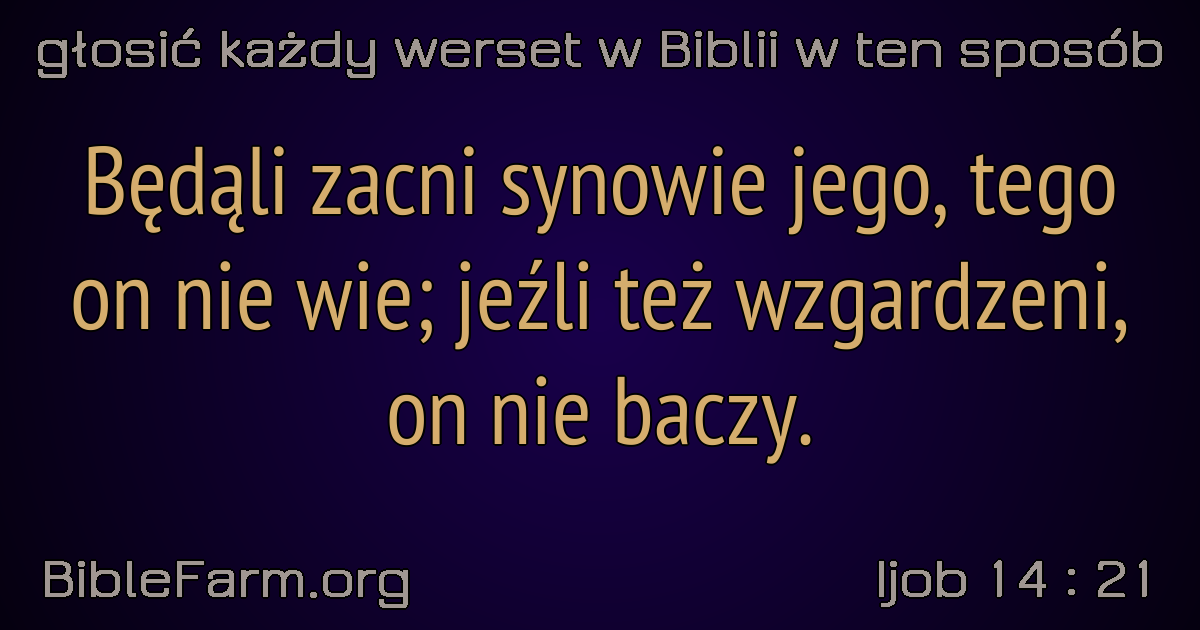 głosić każdy werset w Biblii w ten sposób
Będąli zacni synowie jego, tego
on nie wie; jeźli też wzgardzeni,
on nie baczy.
BibleFarm.org
Ijob 14 : 21